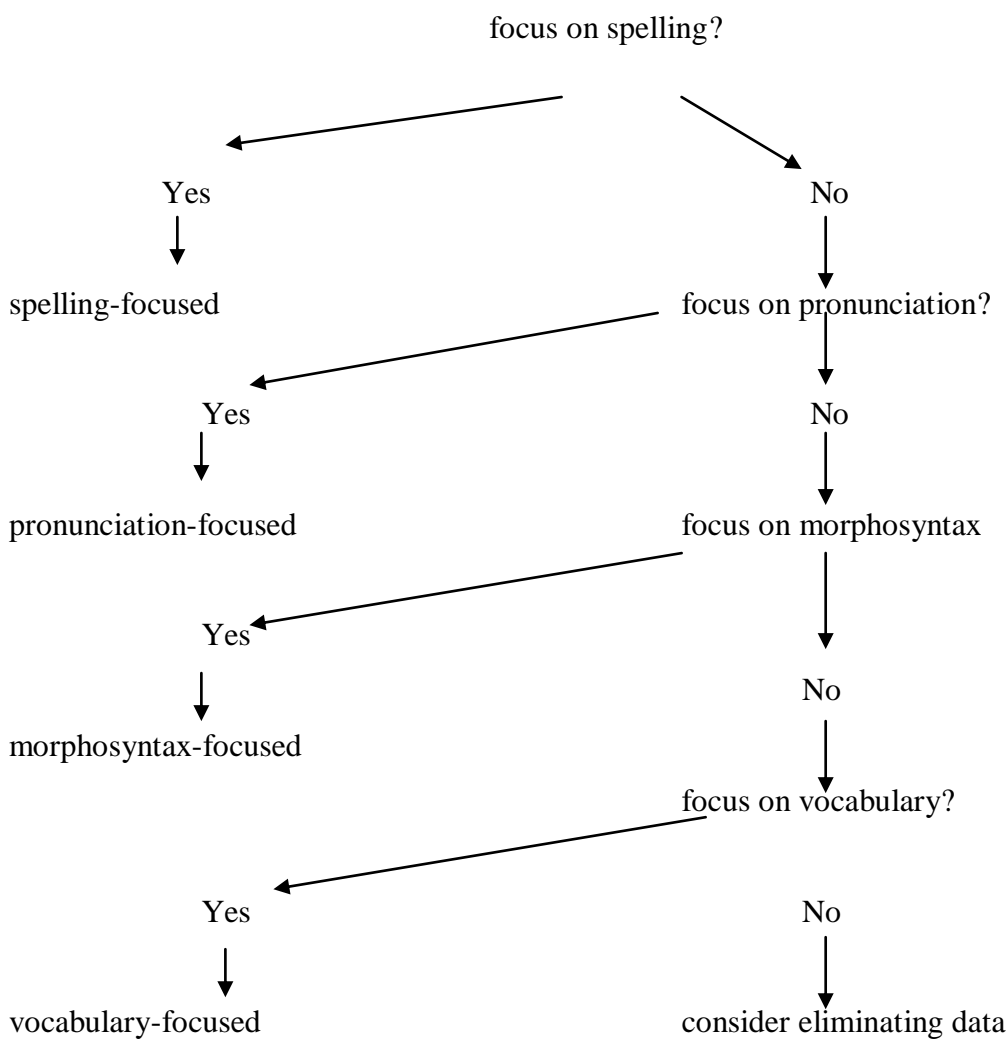 focus on spelling?
Yes No
spelling-focused focus on pronunciation?
Yes No
pronunciation-focused focus on morphosyntax
Yes
No
morphosyntax-focused
focus on vocabulary?
Yes No
vocabulary-focused consider eliminating data